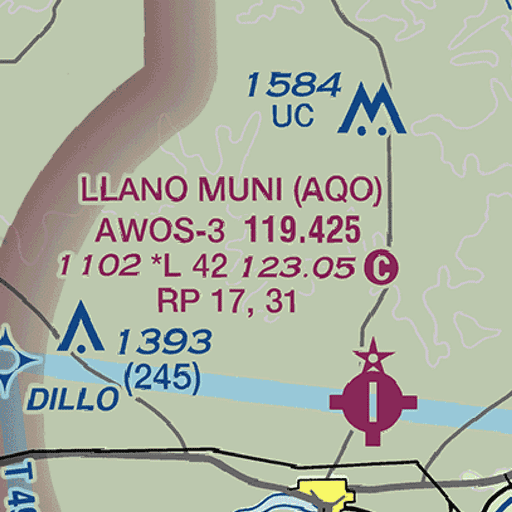 1584
UC
LLANO MUNI (AQO)
AWOS-3 119.425
1102 *L 42 123.05 C
RP 17, 31
1393
(245)
DILLO